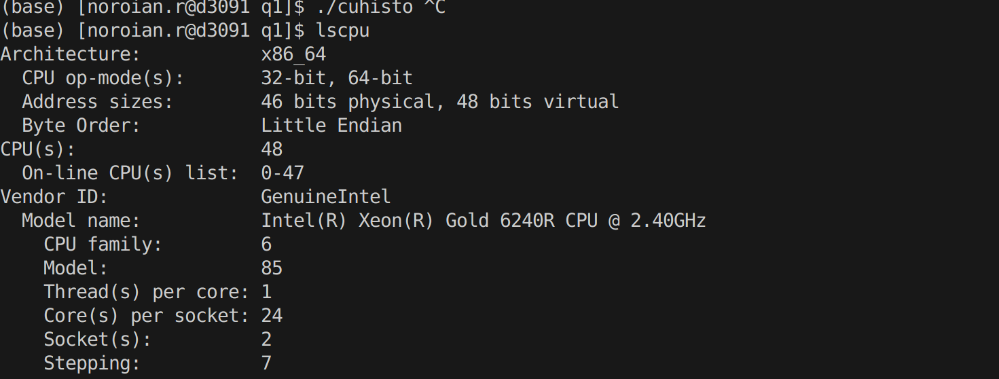 (base) [noroian.r@d3091 q1]$ ./cuhisto ^C
(base) [noroian.r@d3091 q1]$ lscpu
Architecture:           x86_64
  CPU op-mode(s):       32-bit, 64-bit
  Address sizes:        46 bits physical, 48 bits virtual
  Byte Order:           Little Endian
CPU(s):                 48
  On-line CPU(s) list:  0-47
Vendor ID:              GenuineIntel
  Model name:           Intel(R) Xeon(R) Gold 6240R CPU @ 2.40GHz
    CPU family:         6
    Model:              85
    Thread(s) per core: 1
    Core(s) per socket: 24
    Socket(s):          2
    Stepping:           7